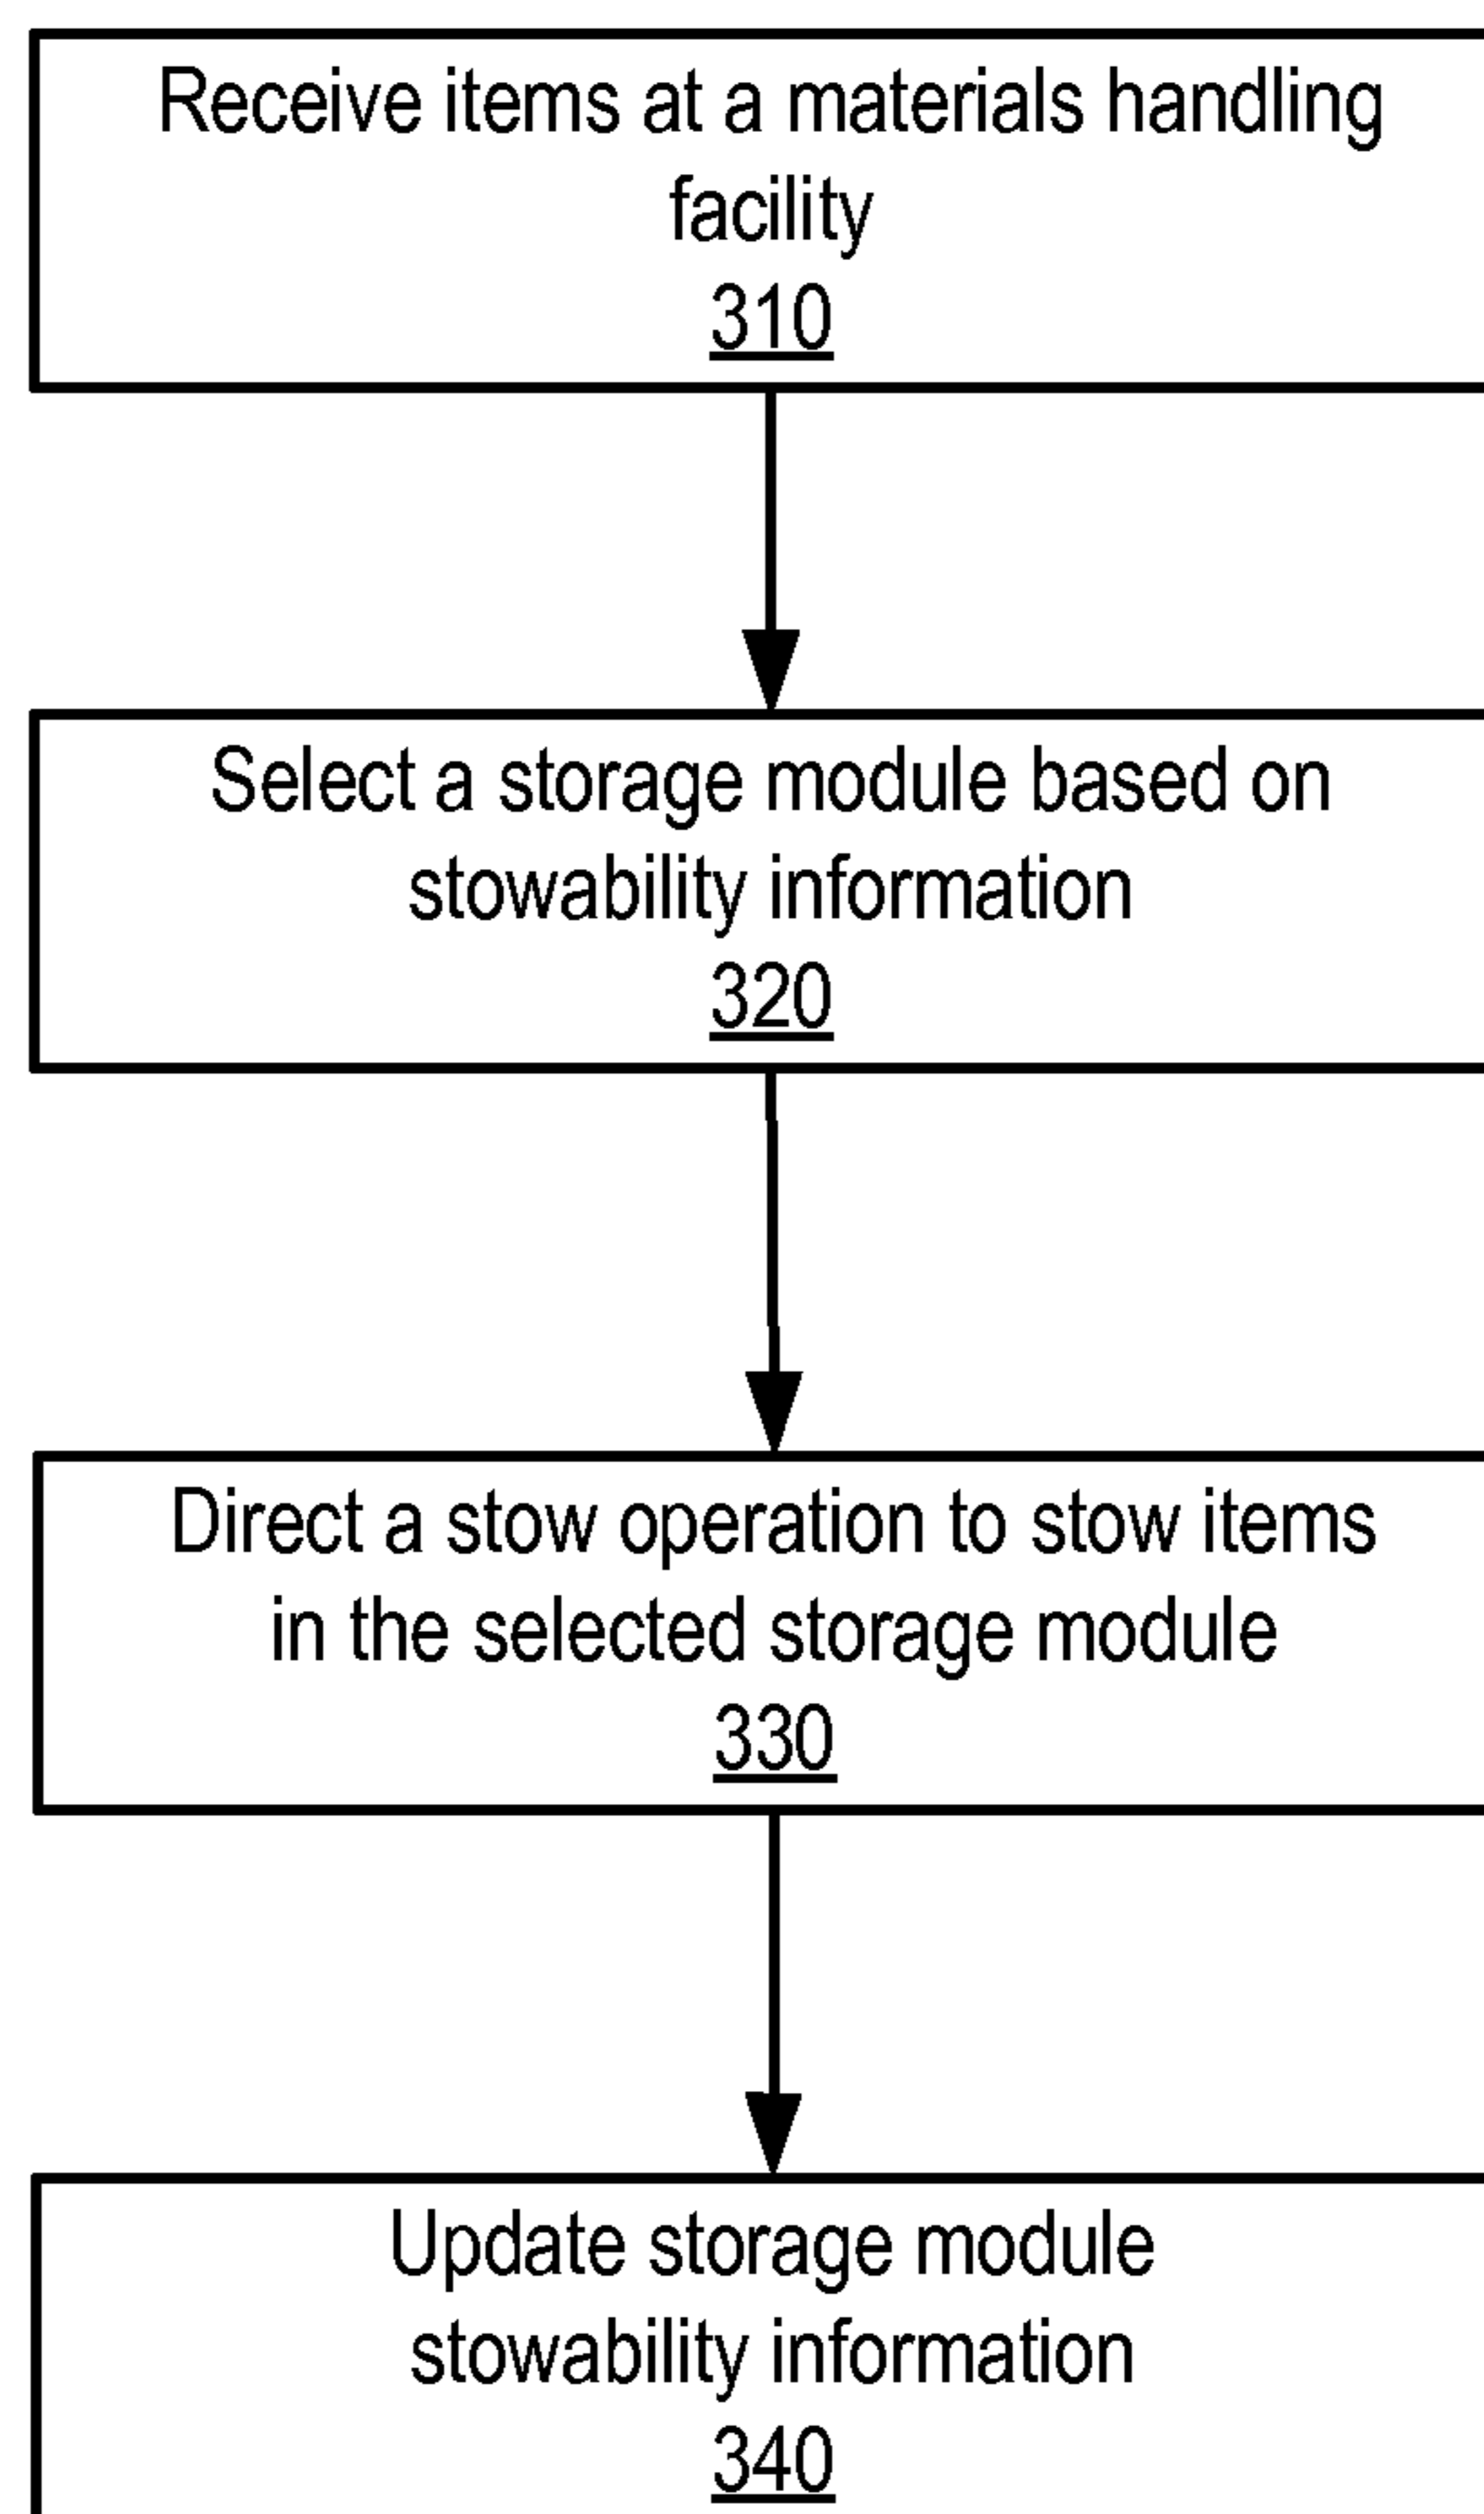 Receive items at a materials handling
facility
310
Select a storage module based on
stowability information
320
Direct a stow operation to stow items
in the selected storage module
330
Update storage module
stowability information
340